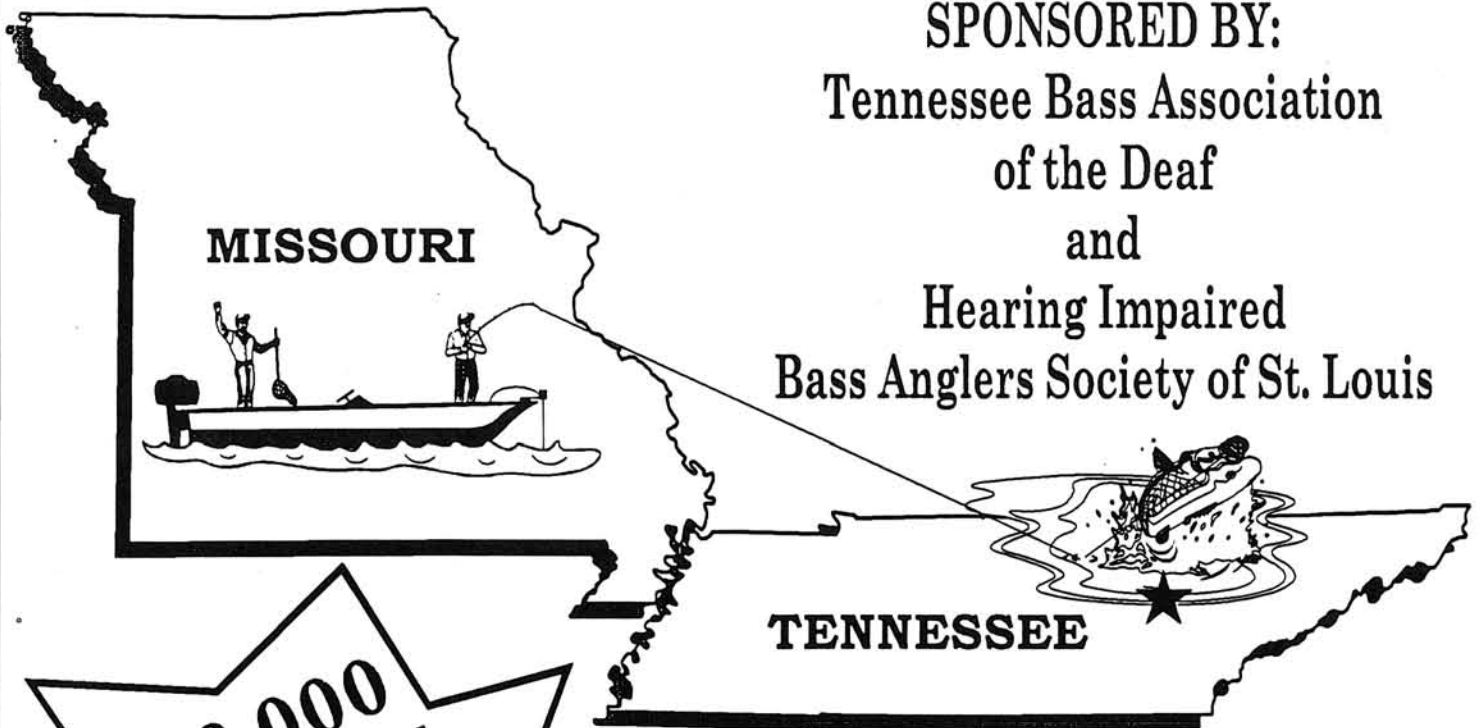 SPONSORED BY:
Tennessee Bass Association
of the Deaf
and
Hearing Impaired
Bass Anglers Society of St. Louis
MISSOURI
TENNESSEE
,000